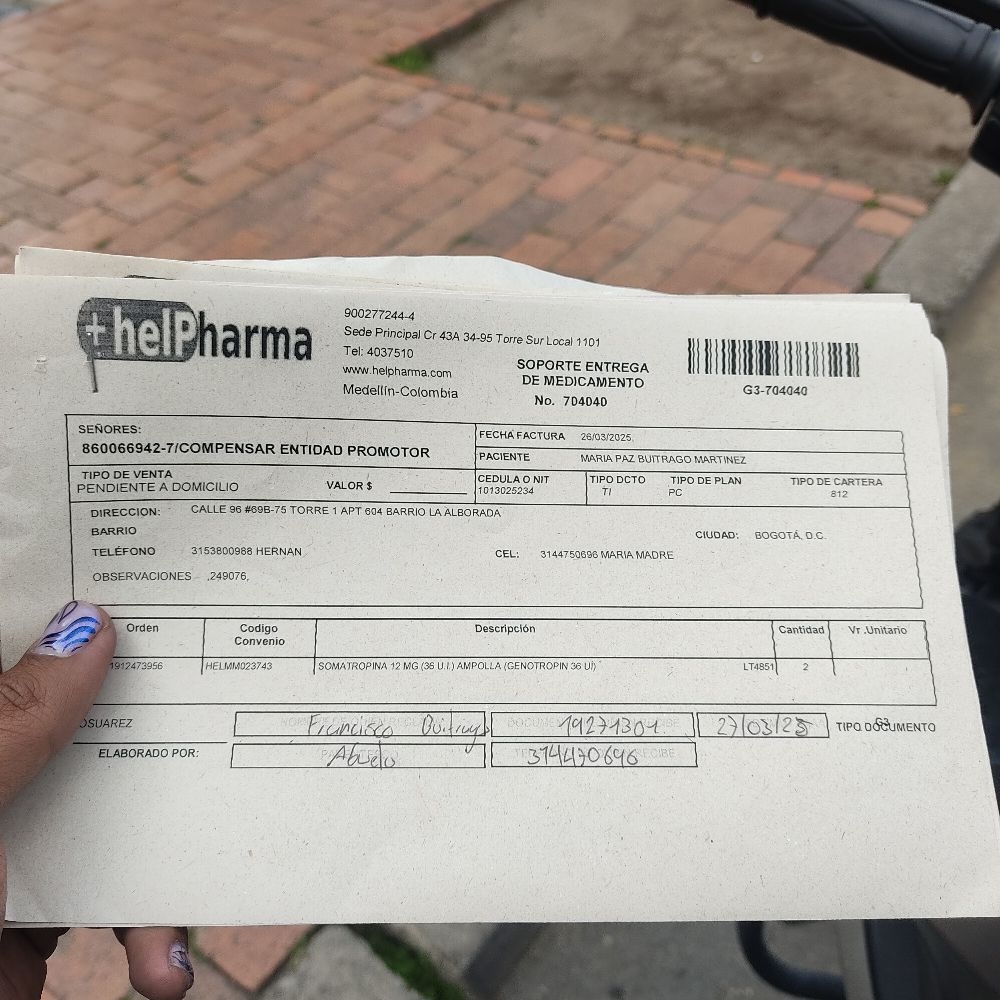 +helPharma
900277244-4
Sede Principal Cr 43A 34-95 Torre Sur Local 1101
Tel: 4037510
www.helpharma.com
Medellín-Colombia
SOPORTE ENTREGA
DE MEDICAMENTO
No. 704040
G3-704040
SEÑORES:
860066942-7/COMPENSAR ENTIDAD PROMOTOR
FECHA FACTURA 26/03/2025,
PACIENTE MARIA PAZ BUITRAGO MARTINEZ
TIPO DE VENTA
PENDIENTE A DOMICILIO
VALOR $
CEDULA O NIT
1013025234
TIPO DCTO
TI
TIPO DE PLAN
PC
TIPO DE CARTERA
812
DIRECCION: CALLE 96 #69B-75 TORRE 1 APT 604 BARRIO LA ALBORADA
BARRIO
CIUDAD: BOGOTÁ, D.C.
TELÉFONO 3153800988 HERNAN
CEL: 3144750696 MARIA MADRE
OBSERVACIONES ,249076,
Orden Codigo Convenio Descripción Cantidad Vr .Unitario
1912473956 HELMM023743 SOMATROPINA 12 MG (36 U.I.) AMPOLLA (GENOTROPIN 36 UI) LT4851 2
OSUAREZ
Francisco 19271301 27/03/25
TIPO DOCUMENTO
G3
ELABORADO POR:
Abuelo